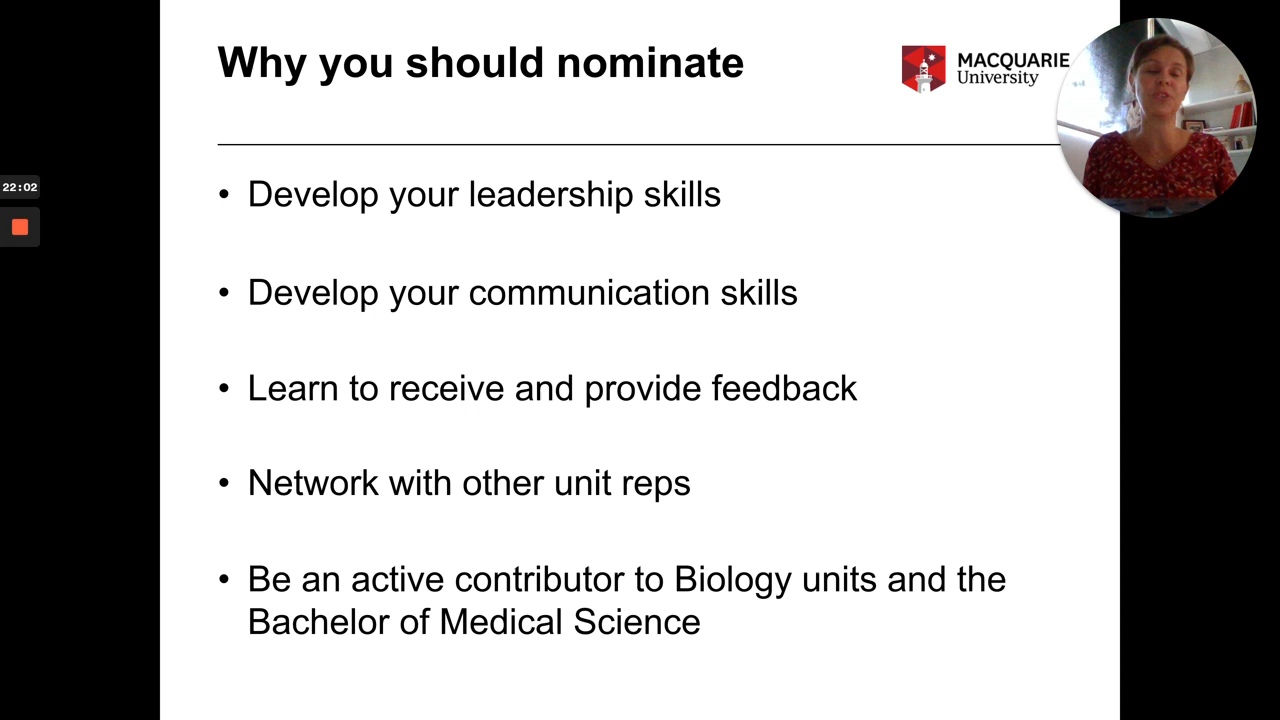 Why you should nominate
MACQUARIE
University
22:02
• Develop your leadership skills
• Develop your communication skills
• Learn to receive and provide feedback
• Network with other unit reps
• Be an active contributor to Biology units and the
Bachelor of Medical Science